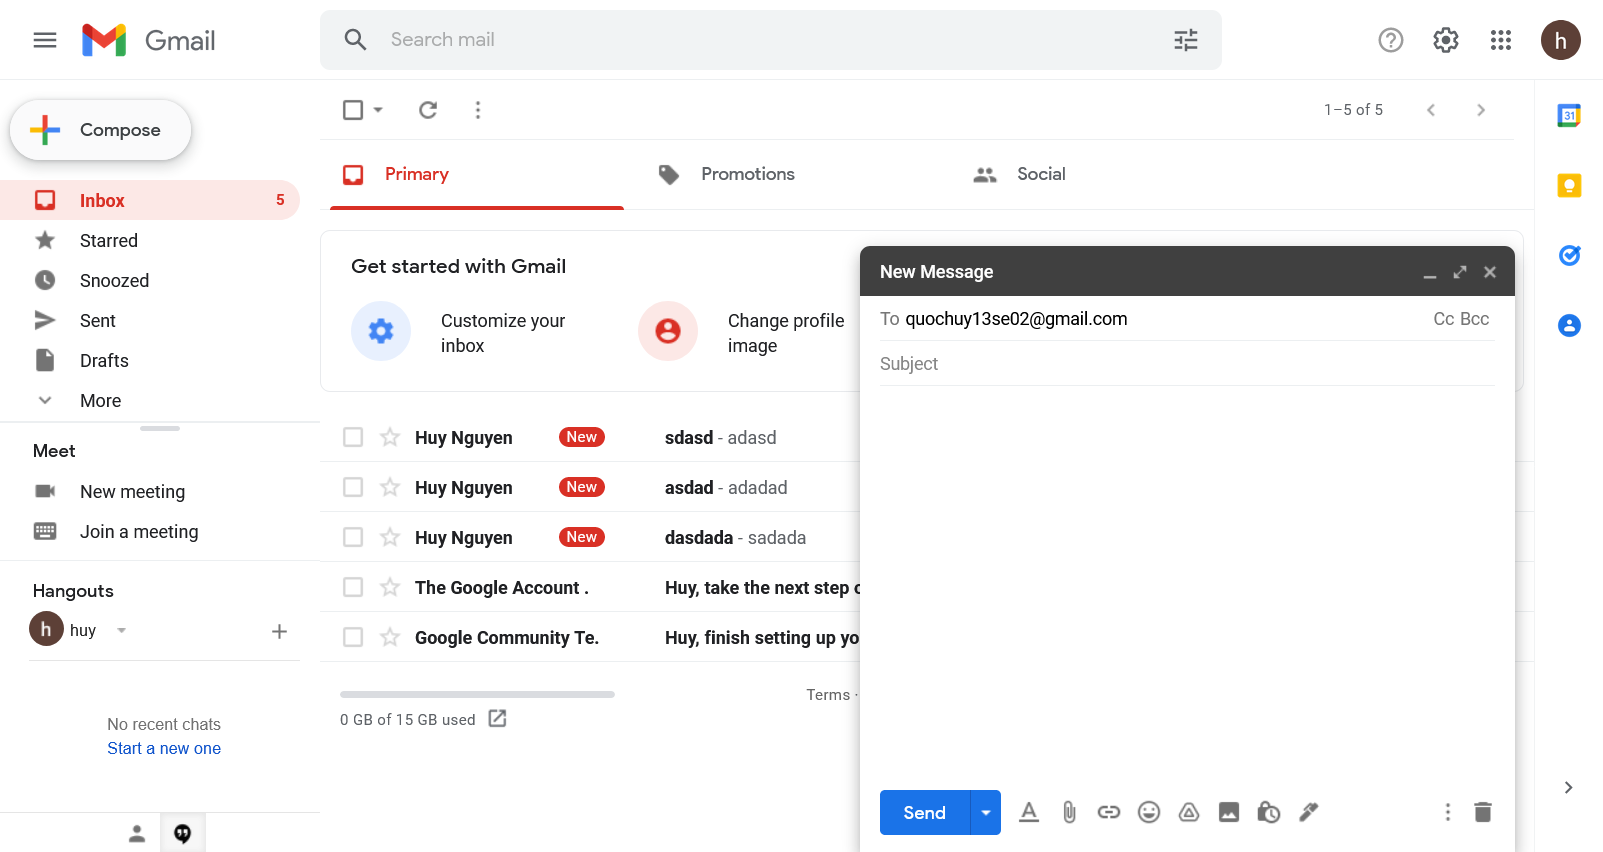 Gmail
Search mail
h
Compose
1–5 of 5
31
Primary
Promotions
Social
Inbox 5
Starred
Snoozed
Sent
Drafts
More
Get started with Gmail
Customize your
inbox
Change profile
image
New Message
To quochuy13se02@gmail.com
Cc Bcc
Subject
Huy Nguyen New sdasd - adasd
Huy Nguyen New asdad - adadad
Huy Nguyen New dasdada - sadada
The Google Account . Huy, take the next step
Google Community Te. Huy, finish setting up yo
Meet
New meeting
Join a meeting
Hangouts
h huy
No recent chats
Start a new one
Terms ·
0 GB of 15 GB used
Send